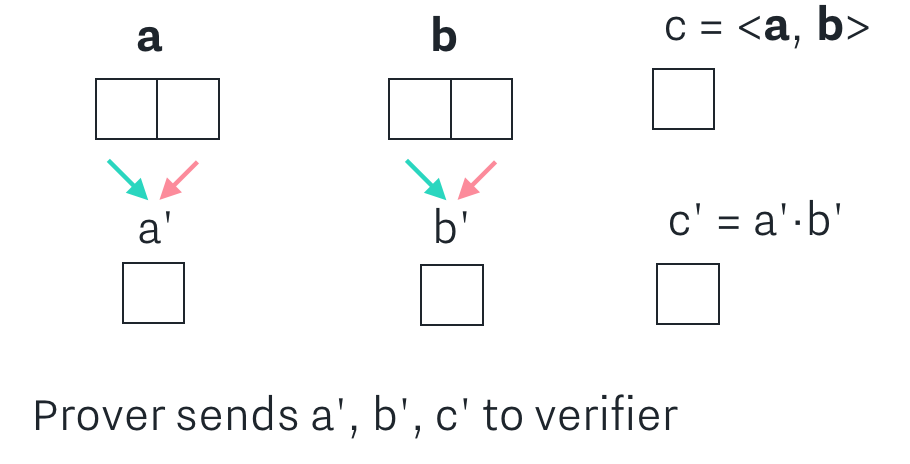 a
b
c = <a, b>
a'
b'
c' = a'·b'
Prover sends a', b', c' to verifier